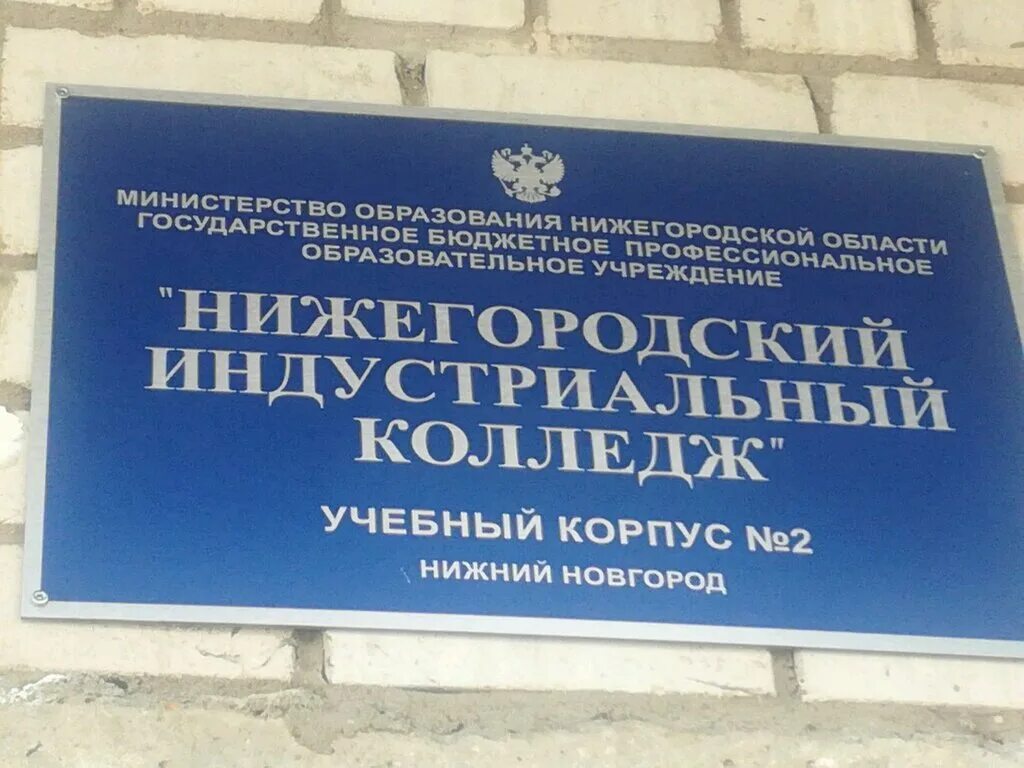 МИНИСТЕРСТВО ОБРАЗОВАНИЯ НИЖЕГОРОДСКОЙ ОБЛАСТИ
ГОСУДАРСТВЕННОЕ БЮДЖЕТНОЕ ПРОФЕССИОНАЛЬНОЕ
ОБРАЗОВАТЕЛЬНОЕ УЧРЕЖДЕНИЕ
"НИЖЕГОРОДСКИЙ
ИНДУСТРИАЛЬНЫЙ
КОЛЛЕДЖ"
УЧЕБНЫЙ КОРПУС №2
НИЖНИЙ НОВГОРОД